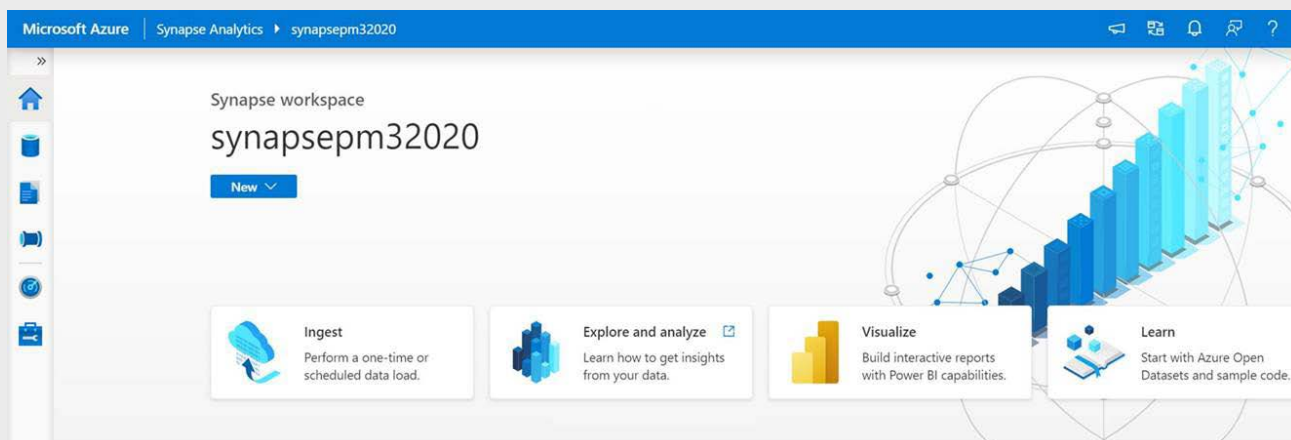 Microsoft Azure Synapse Analytics synapsepm32020 ?
»
Synapse workspace
synapsepm32020
New
Ingest
Perform a one-time or
scheduled data load.
Explore and analyze
Learn how to get insights
from your data.
Visualize
Build interactive reports
with Power BI capabilities.
Learn
Start with Azure Open
Datasets and sample code.